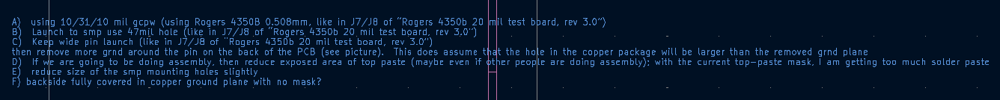 A)  using 10/31/10 mil gcpw (using Rogers 4350B 0.508mm, like in J7/J8 of "Rogers 4350b 20 mil test board, rev 3.0")
B)  Launch to smp use 47mil hole (like in J7/J8 of "Rogers 4350b 20 mil test board, rev 3.0")
C)  Keep wide pin launch (like in J7/J8 of "Rogers 4350b 20 mil test board, rev 3.0")
then remove more grnd around the pin on the back of the PCB (see picture).  This does assume that the hole in the copper package will be larger than the removed grnd plane
D)  If we are going to be doing assembly, then reduce exposed area of top paste (maybe even if other people are doing assembly); with the current top-paste mask, I am getting too much solder paste
E)  reduce size of the smp mounting holes slightly
F) backside fully covered in copper ground plane with no mask?